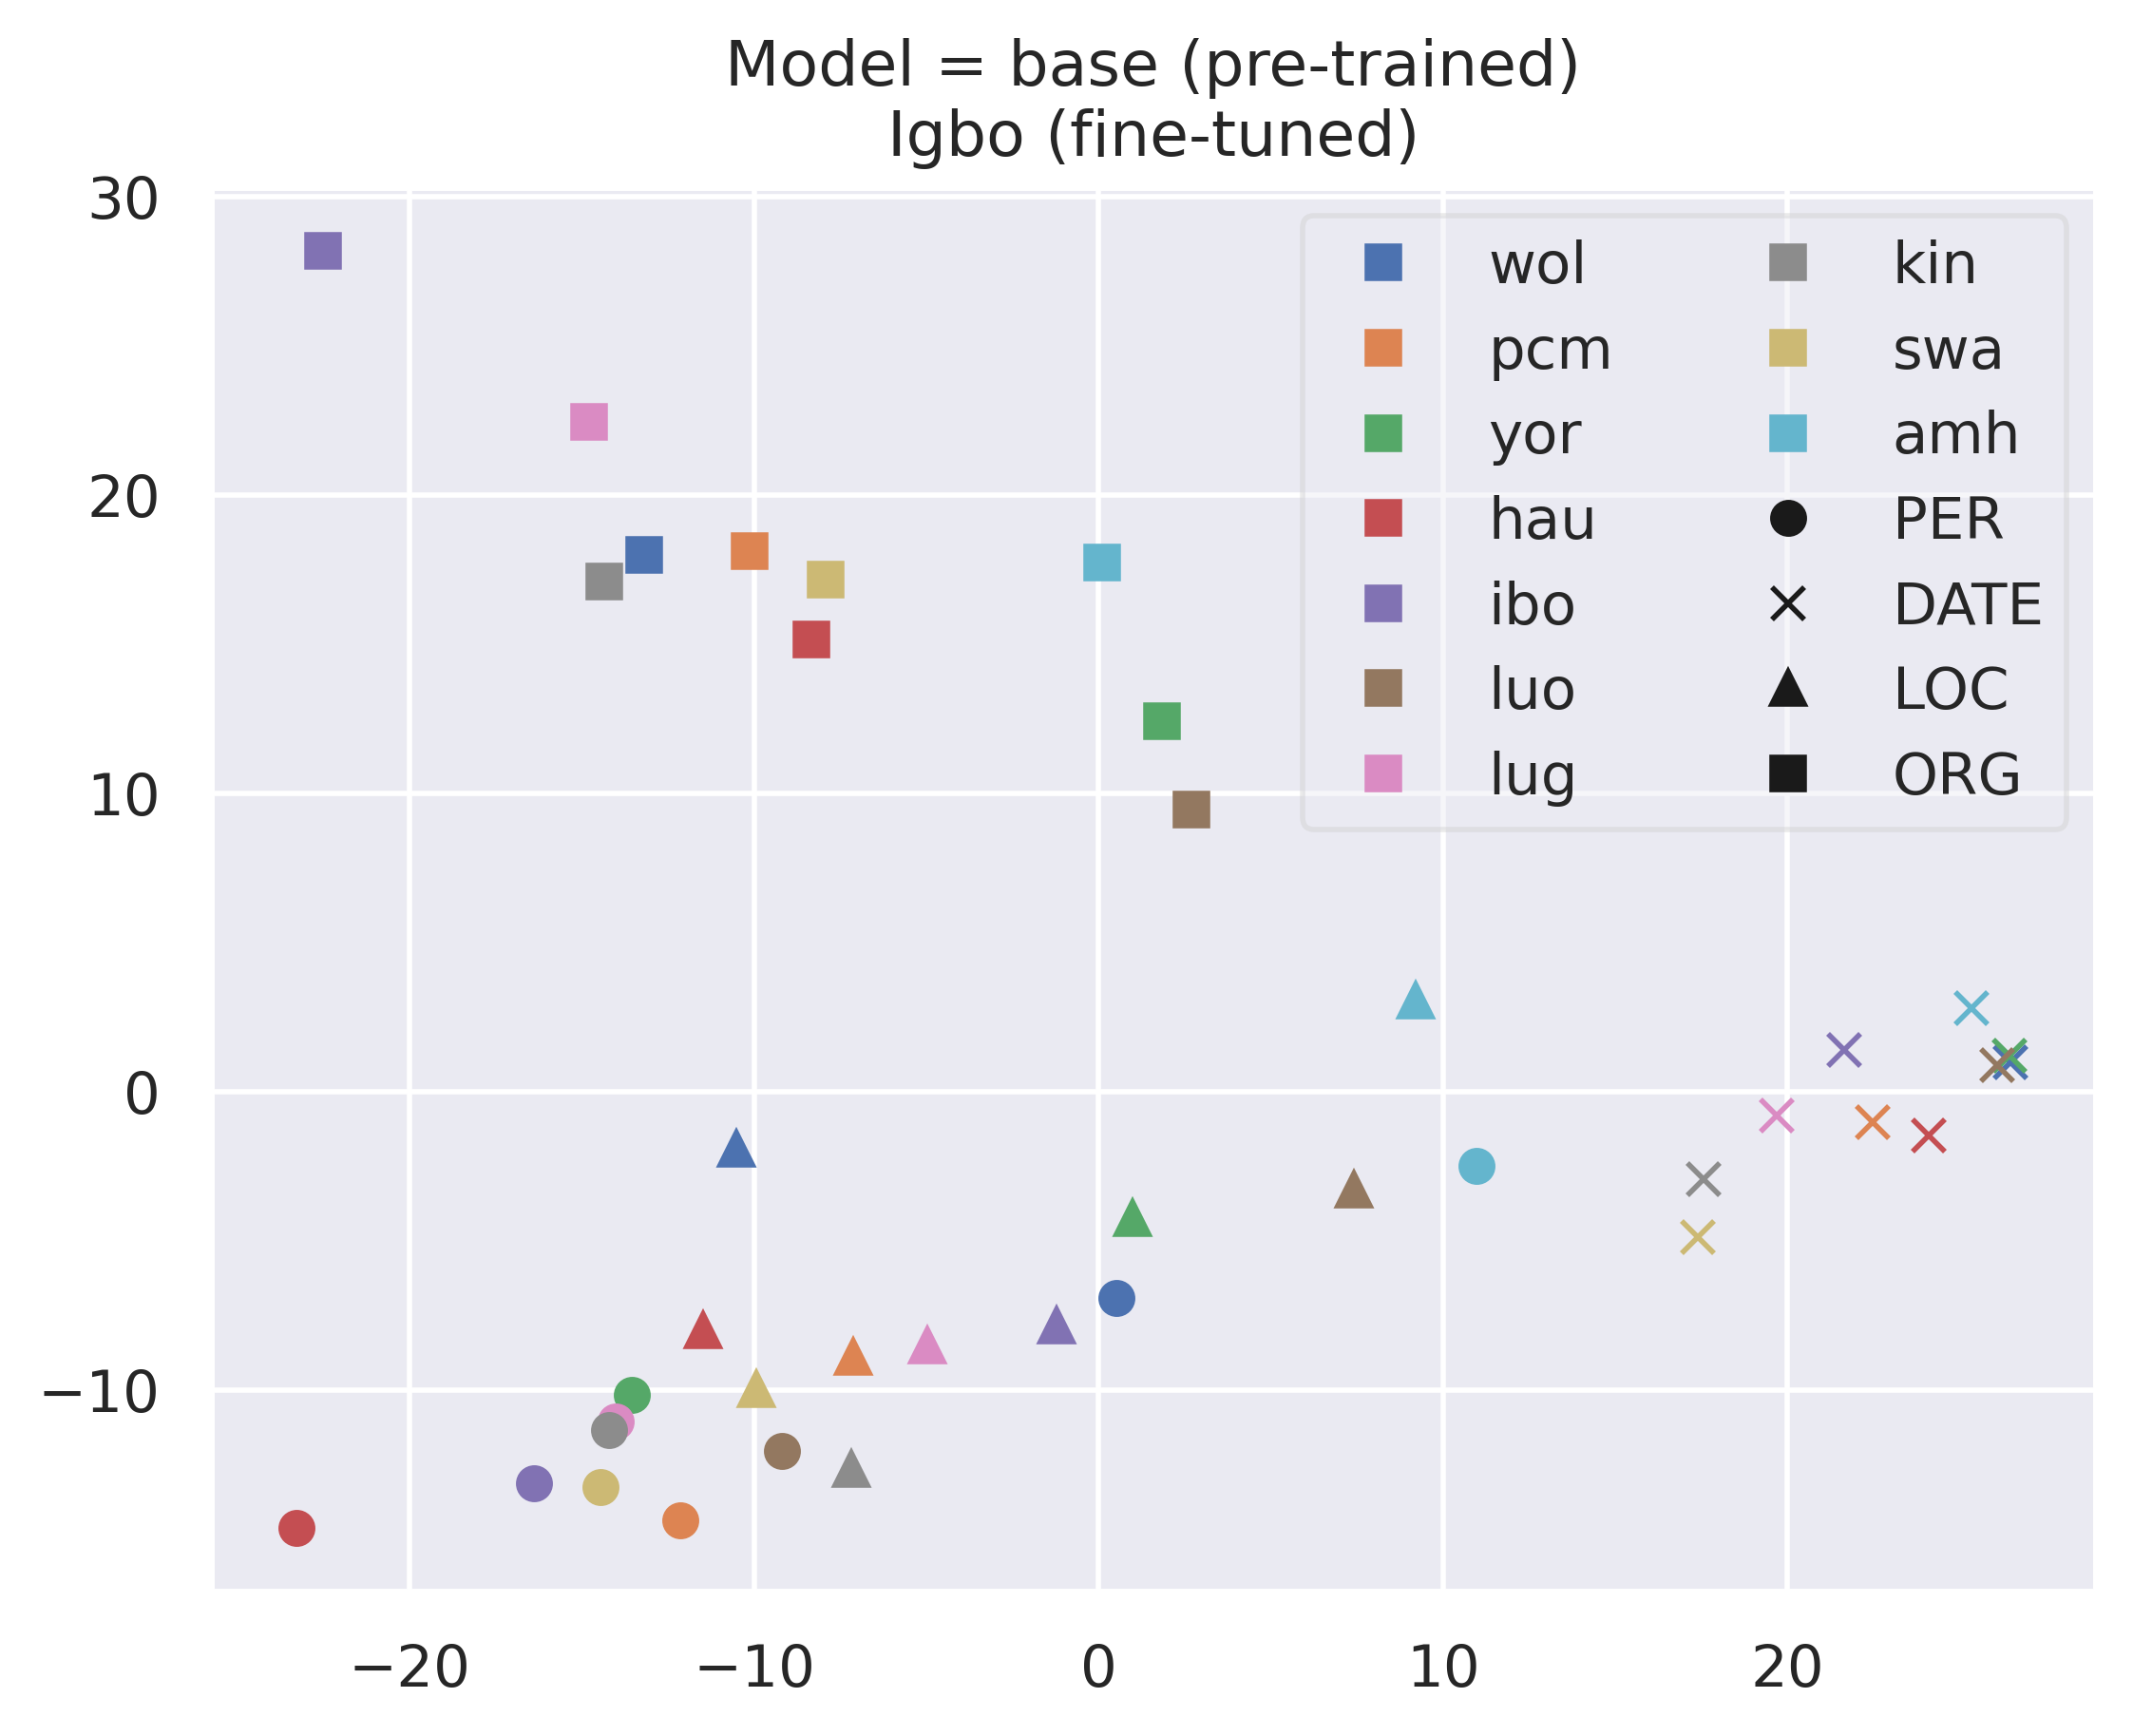 Model = base (pre-trained)
Igbo (fine-tuned)
30
20
10
0
−10
−20
−10
0
10
20
wol
pcm
yor
hau
ibo
luo
lug
kin
swa
amh
PER
DATE
LOC
ORG